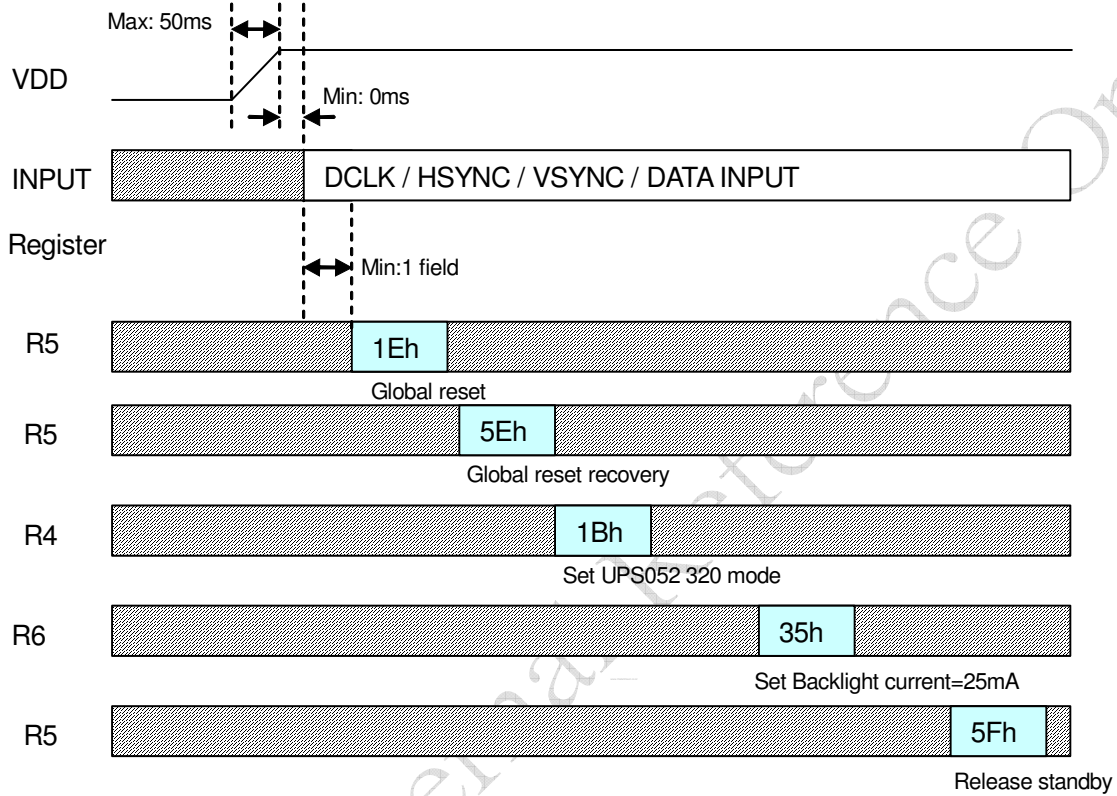 Max: 50ms
VDD
Min: 0ms
INPUT
DCLK / HSYNC / VSYNC / DATA INPUT
Register
Min:1 field
R5
1Eh
Global reset
R5
5Eh
Global reset recovery
R4
1Bh
Set UPS052 320 mode
R6
35h
Set Backlight current=25mA
R5
5Fh
Release standby